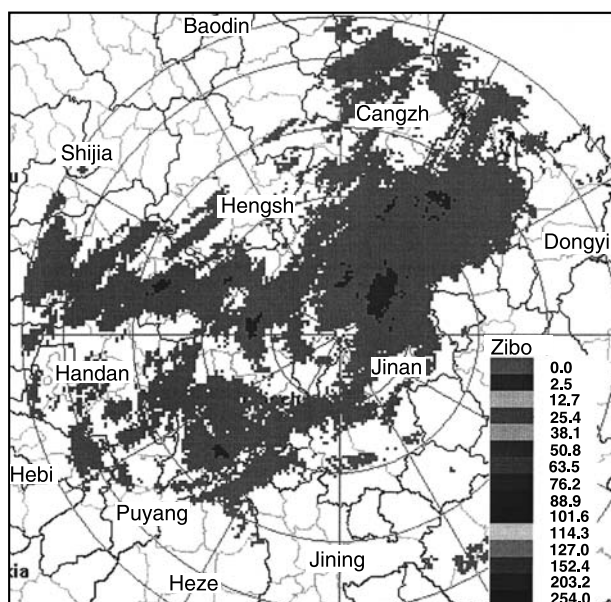 Baodin
Cangzh
Shijia
Hengsh
Dongyi
Zibo
Jinan
Handan
Hebi
Puyang
Jining
Heze
0.0
2.5
12.7
25.4
38.1
50.8
63.5
76.2
88.9
101.6
114.3
127.0
152.4
203.2
254.0